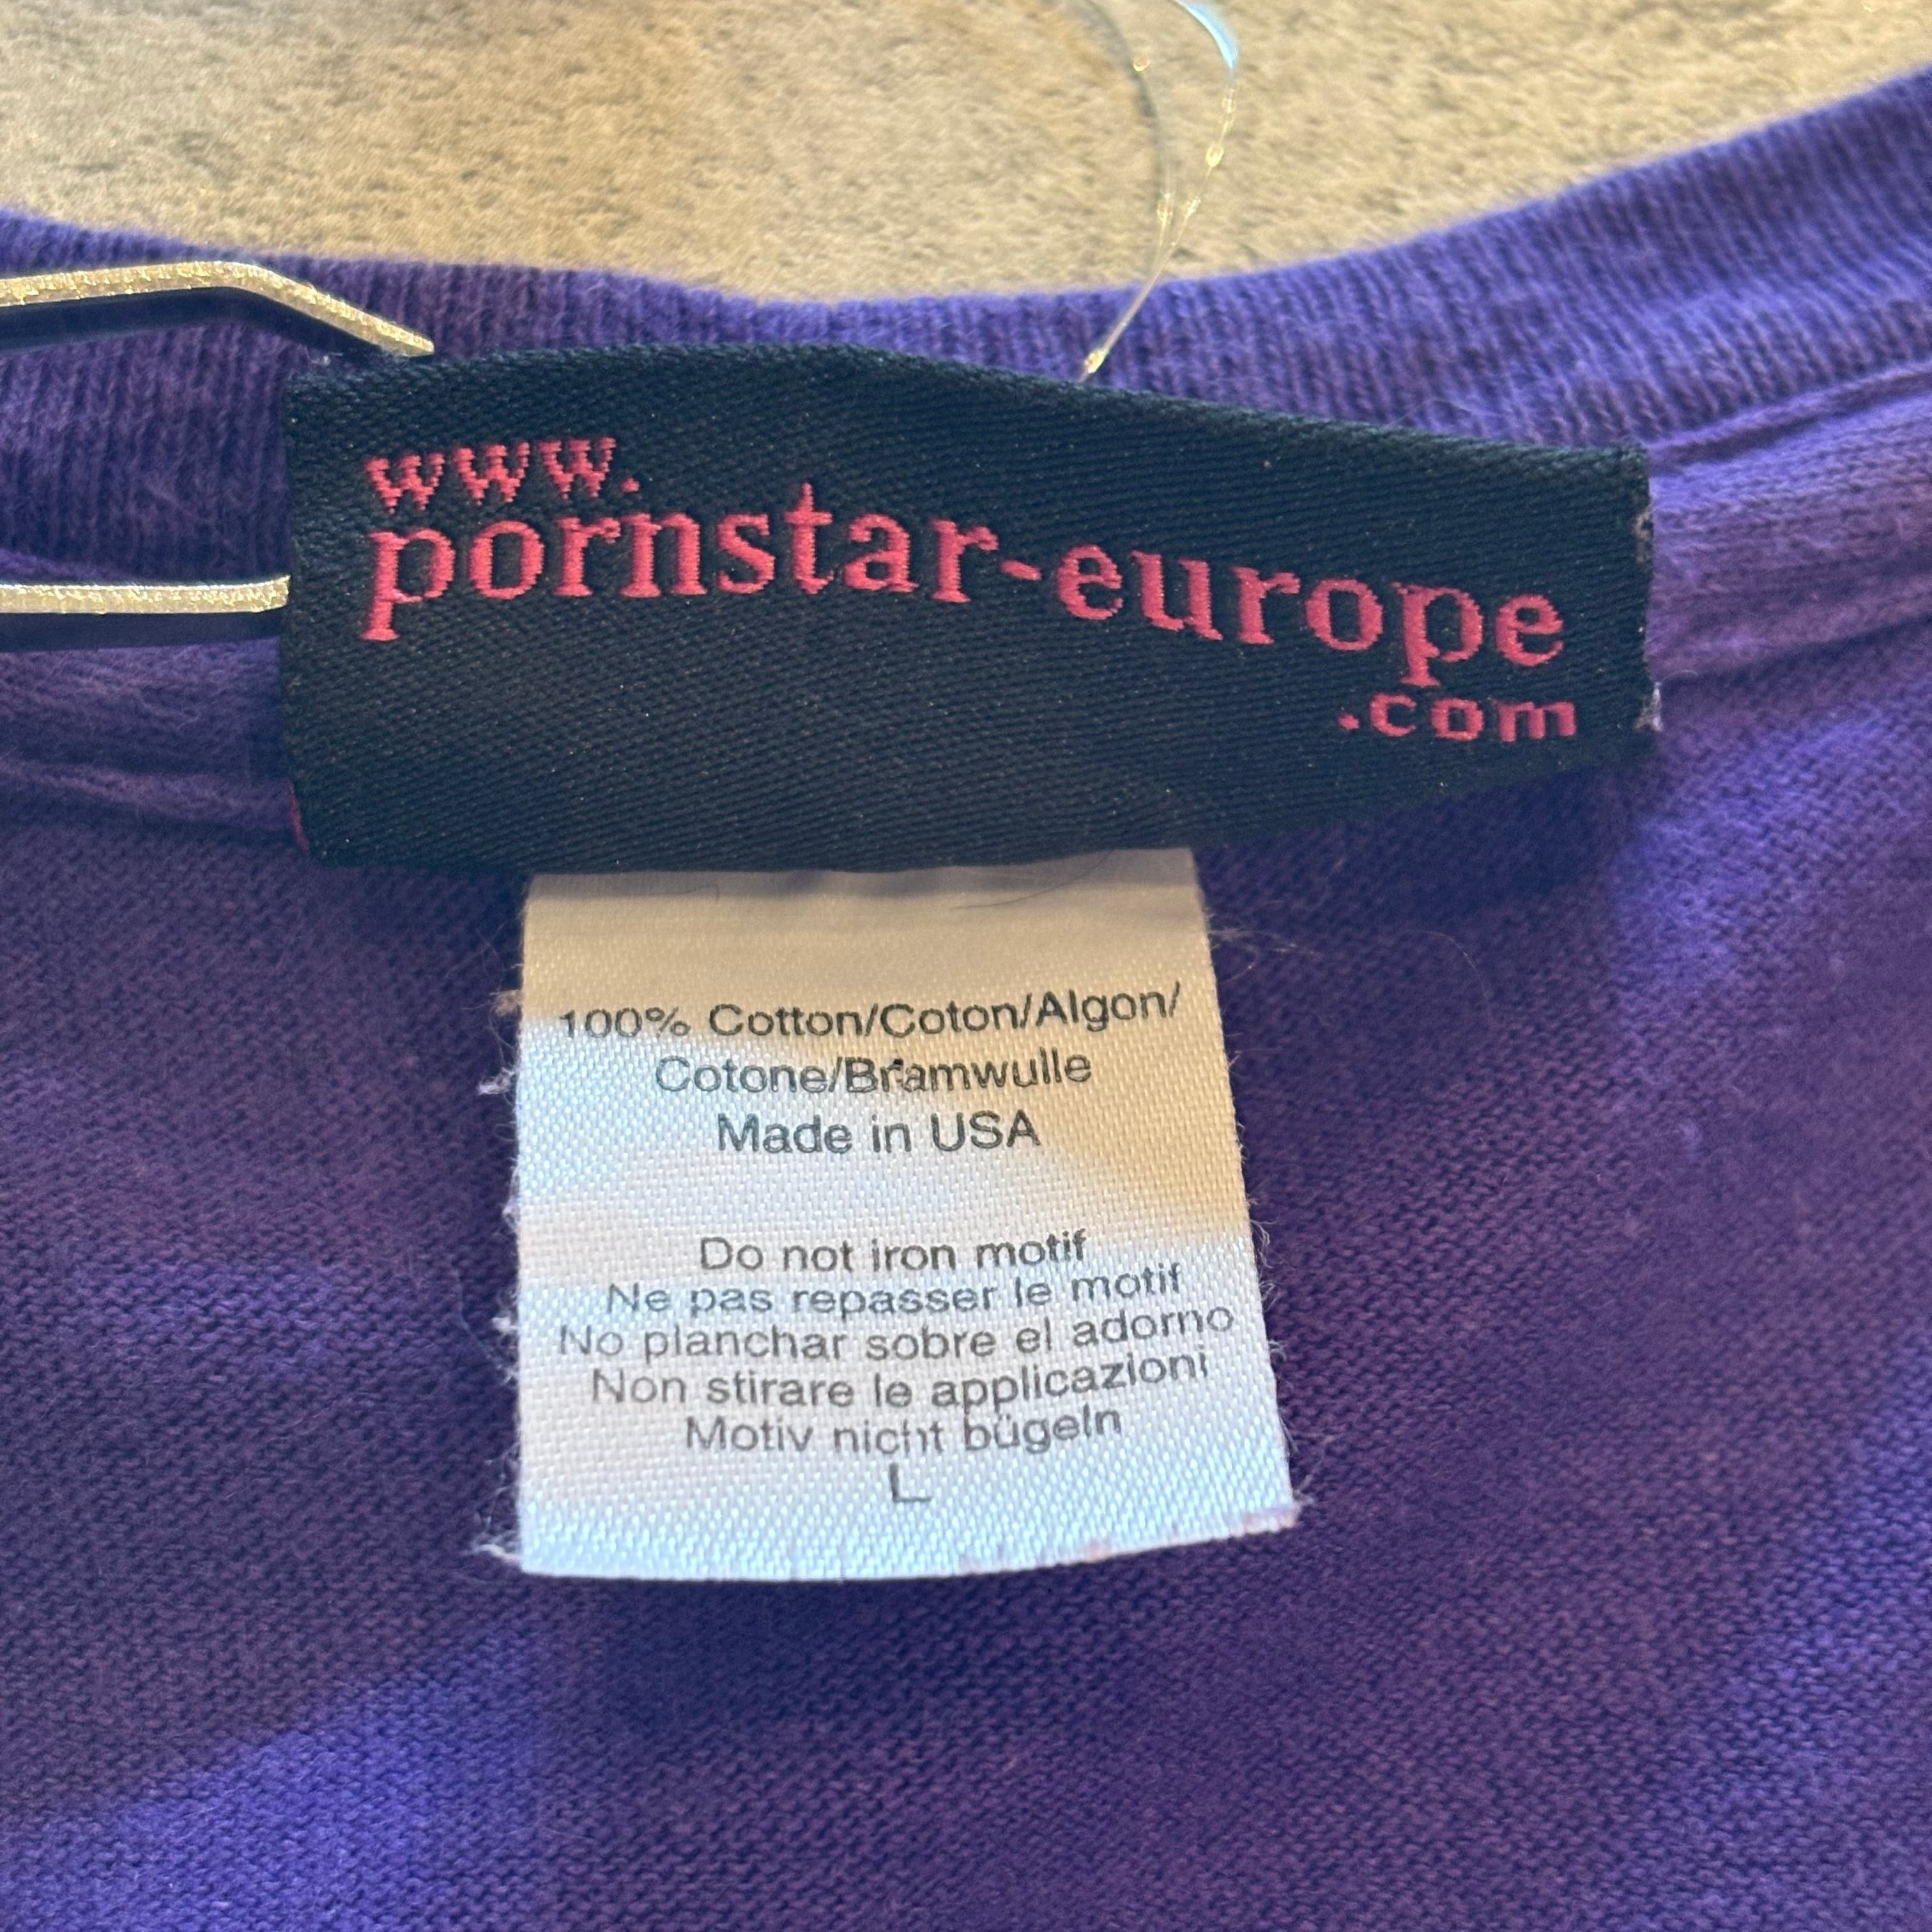 www.
pornstar-europe
.com
100% Cotton/Coton/Algon/
Cotone/Bramwulle
Made in USA
Do not iron motif
Ne pas repasser le motif
No planchar sobre el adorno
Non stirare le applicazioni
Motiv nicht bügeln
L